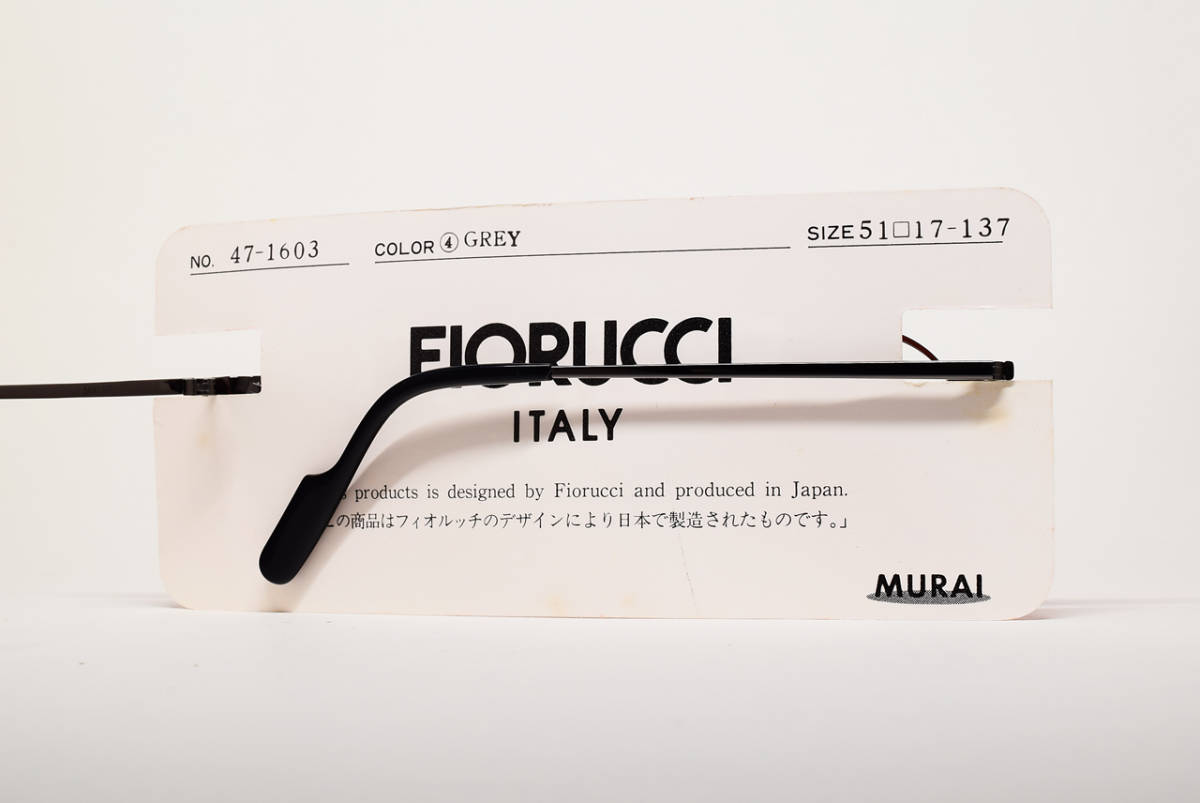 NO. 47-1603 COLOR ④ GREY SIZE 51□17-137
FIORUCCI
ITALY
products is designed by Fiorucci and produced in Japan.
の商品はフィオルッチのデザインにより日本で製造されたものです。」
MURAI